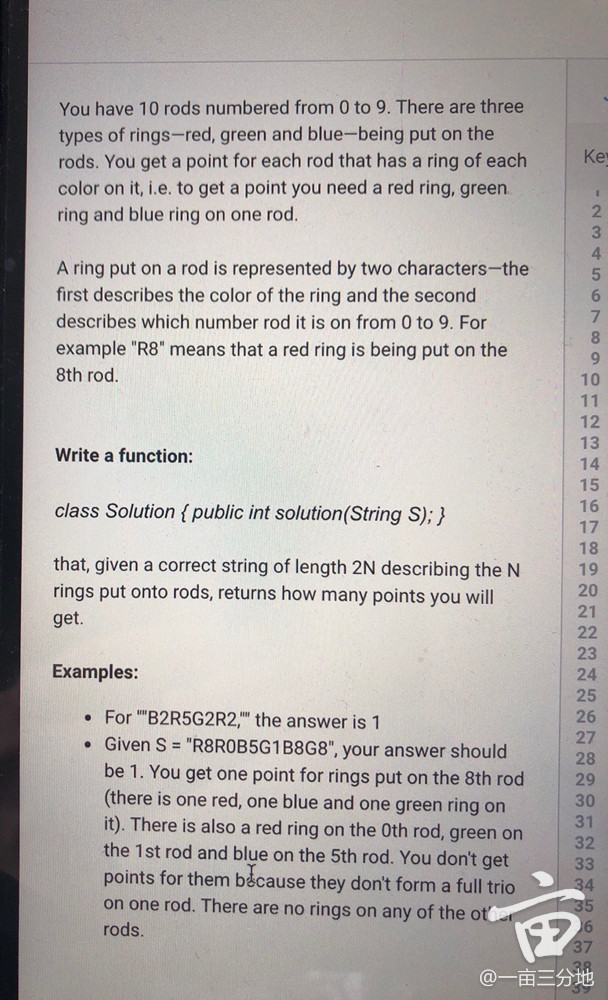 You have 10 rods numbered from 0 to 9. There are three
types of rings—red, green and blue—being put on the
rods. You get a point for each rod that has a ring of each
color on it, i.e. to get a point you need a red ring, green
ring and blue ring on one rod.
A ring put on a rod is represented by two characters—the
first describes the color of the ring and the second
describes which number rod it is on from 0 to 9. For
example "R8" means that a red ring is being put on the
8th rod.
Write a function:
class Solution { public int solution(String S); }
that, given a correct string of length 2N describing the N
rings put onto rods, returns how many points you will
get.
Examples:
• For ""B2R5G2R2,"" the answer is 1
• Given S = "R8R0B5G1B8G8", your answer should
be 1. You get one point for rings put on the 8th rod
(there is one red, one blue and one green ring on
it). There is also a red ring on the 0th rod, green on
the 1st rod and blue on the 5th rod. You don't get
points for them because they don't form a full trio
on one rod. There are no rings on any of the other
rods.
Key
1
2
3
4
5
6
7
8
9
10
11
12
13
14
15
16
17
18
19
20
21
22
23
24
25
26
27
28
29
30
31
32
33
34
35
36
37
38
39
亩
@一亩三分地